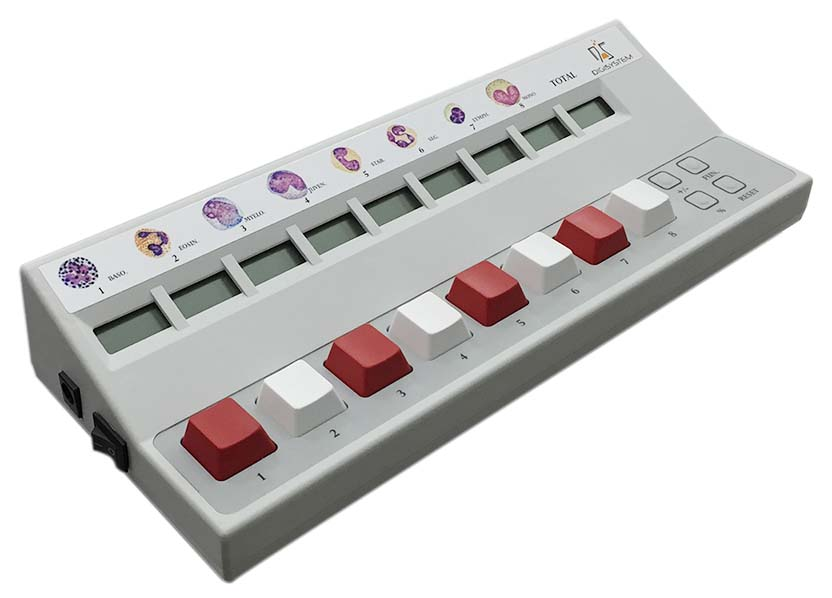 DIGISYSTEM
1 BASO.
2 EOSIN.
3 MYELO.
4 JUVEN.
5 STAB.
6 SEG.
7 LYMPH.
8 MONO
TOTAL
1
2
3
4
5
6
7
8
+/-
FUN.
%
RESET